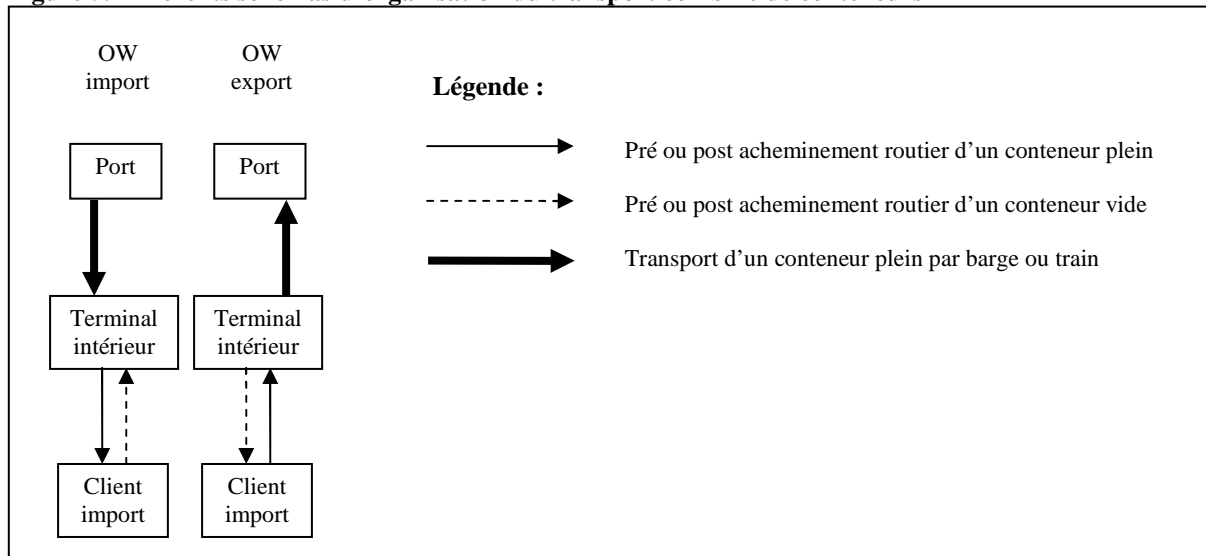 OW
import
OW
export
Légende :
Port
Port
Pré ou post acheminement routier d’un conteneur plein
Pré ou post acheminement routier d’un conteneur vide
Transport d’un conteneur plein par barge ou train
Terminal
intérieur
Terminal
intérieur
Client
import
Client
import